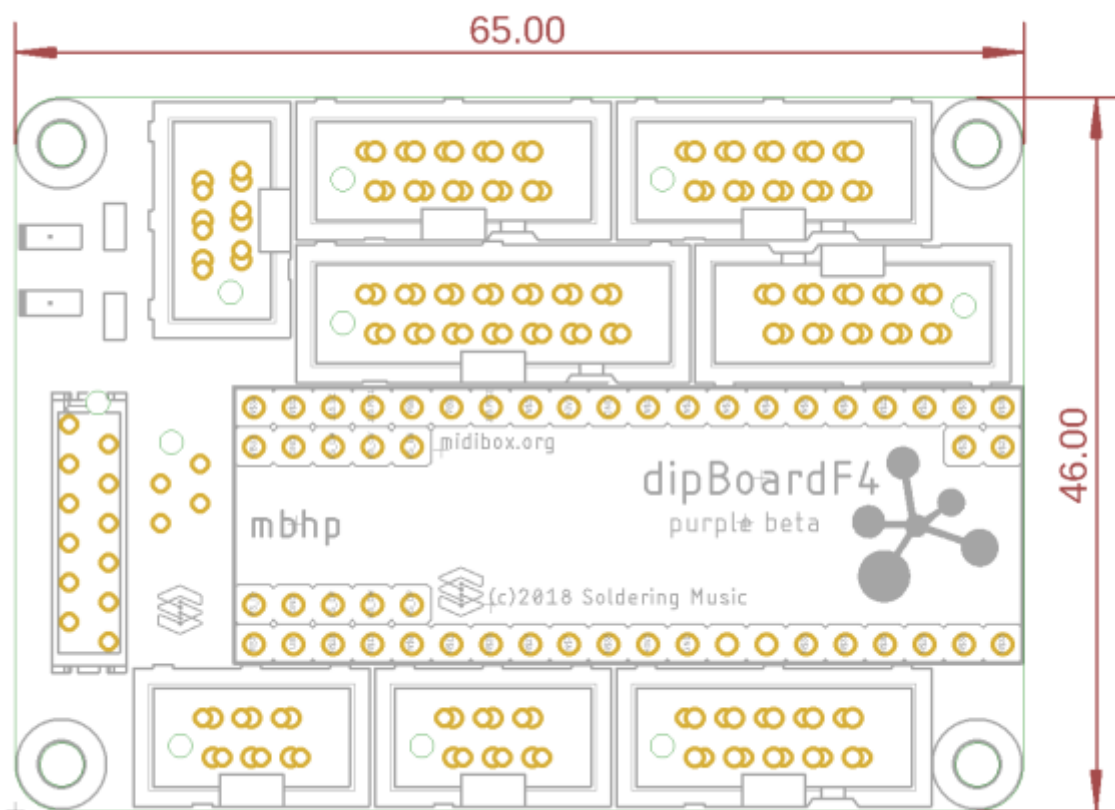 65.00
46.00
midibox.org
dipBoardF4
mbhp
purple beta
(c)2018 Soldering Music